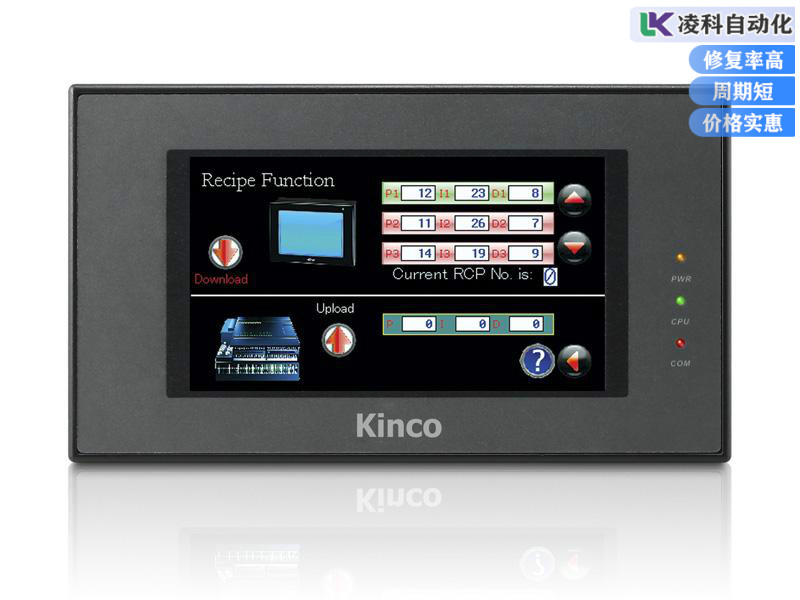 凌科自动化
修复率高
周期短
价格实惠
Recipe Function
P1 12 I1 23 D1 8
P2 11 I2 26 D2 7
P3 14 I3 19 D3 9
Download
Current RCP No. is: 0
Upload
P 0 I 0 D 0
?
PWR
CPU
COM
Kinco